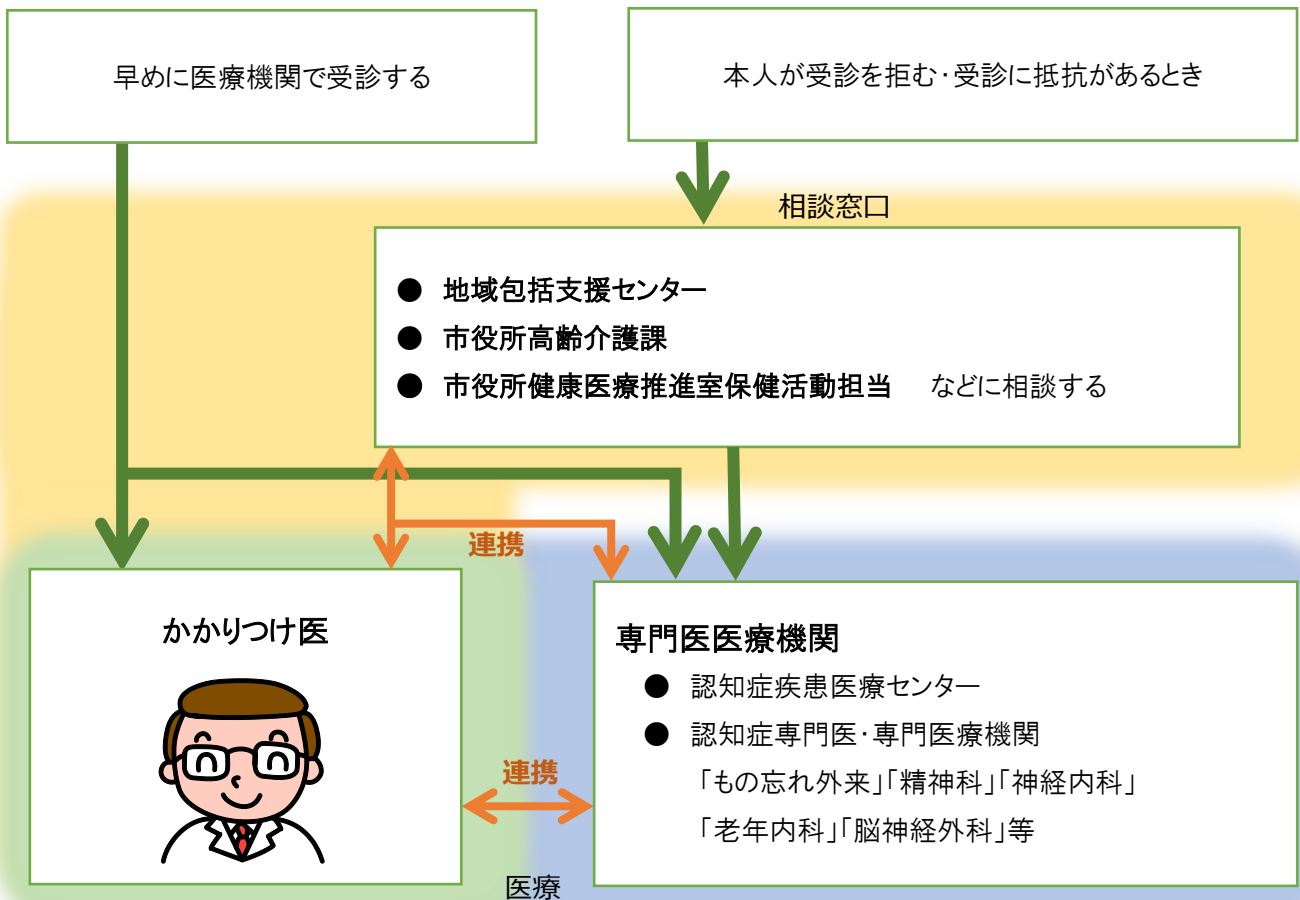 早めに医療機関で受診する
本人が受診を拒む・受診に抵抗があるとき
相談窓口
● 地域包括支援センター
● 市役所高齢介護課
● 市役所健康医療推進室保健活動担当 などに相談する
連携
かかりつけ医
専門医医療機関
● 認知症疾患医療センター
● 認知症専門医・専門医療機関
「もの忘れ外来」「精神科」「神経内科」
「老年内科」「脳神経外科」等
連携
医療